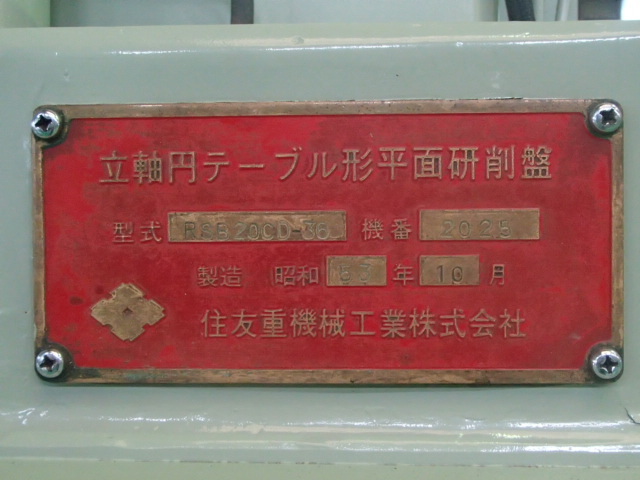 立軸円テーブル形平面研削盤
型式 機番 2025
製造 昭和 年 10 月
住友重機械工業株式会社